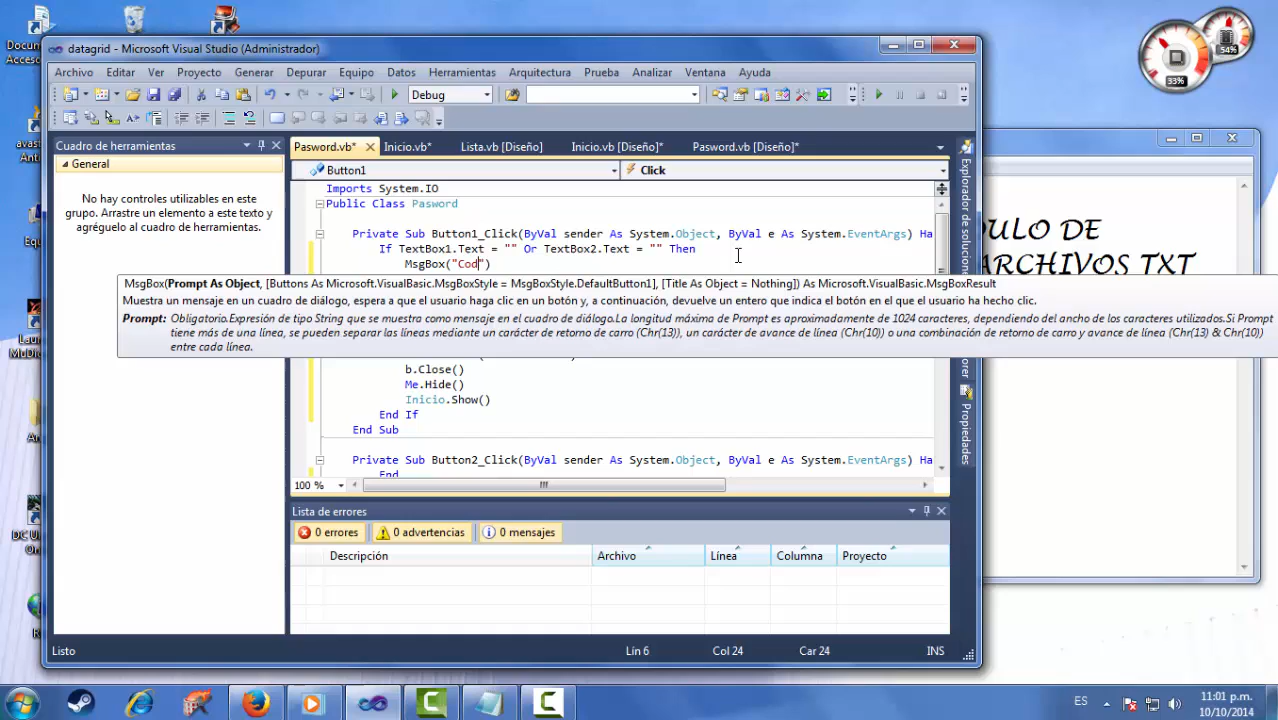 Docum
Acceso
33%
54%
datagrid - Microsoft Visual Studio (Administrador)
Archivo Editar Ver Proyecto Generar Depurar Equipo Datos Herramientas Arquitectura Prueba Analizar Ventana Ayuda
Debug
Cuadro de herramientas
General
No hay controles utilizables en este
grupo. Arrastre un elemento a este texto y
agréguelo al cuadro de herramientas.
Pasword.vb* Inicio.vb* Lista.vb [Diseño] Inicio.vb [Diseño]* Pasword.vb [Diseño]*
Button1 Click
Imports System.IO
Public Class Pasword
Private Sub Button1_Click(ByVal sender As System.Object, ByVal e As System.EventArgs) Ha
If TextBox1.Text = "" Or TextBox2.Text = "" Then
MsgBox("Cod")
MsgBox(Prompt As Object, [Buttons As Microsoft.VisualBasic.MsgBoxStyle = MsgBoxStyle.DefaultButton1], [Title As Object = Nothing]) As Microsoft.VisualBasic.MsgBoxResult
Muestra un mensaje en un cuadro de diálogo, espera a que el usuario haga clic en un botón y, a continuación, devuelve un entero que indica el botón en el que el usuario ha hecho clic.
Prompt: Obligatorio.Expresión de tipo String que se muestra como mensaje en el cuadro de diálogo.La longitud máxima de Prompt es aproximadamente de 1024 caracteres, dependiendo del ancho de los caracteres utilizados.Si Prompt
tiene más de una línea, se pueden separar las líneas mediante un carácter de retorno de carro (Chr(13)), un carácter de avance de línea (Chr(10)) o una combinación de retorno de carro y avance de línea (Chr(13) & Chr(10))
entre cada línea.
b.Close()
Me.Hide()
Inicio.Show()
End If
End Sub
Private Sub Button2_Click(ByVal sender As System.Object, ByVal e As System.EventArgs) Ha
End
100 %
Explorador de solucione
orer
Propiedades
Lista de errores
0 errores 0 advertencias 0 mensajes
Descripción Archivo Línea Columna Proyecto
Listo Lín 6 Col 24 Car 24 INS
ULO DE
ARCHIVOS TXT
avas
Anti
Equ
Laun
MuDi
An
DC U
On
R
ES
11:01 p.m.
10/10/2014